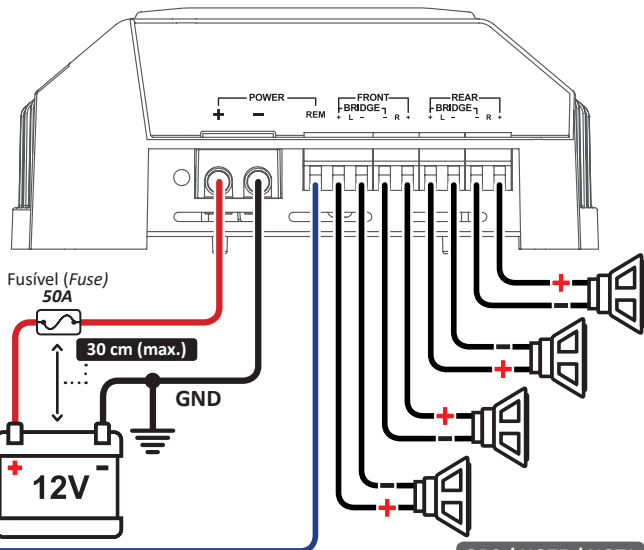 POWER
FRONT
REAR
+ − REM BRIDGE BRIDGE
+ L − − R + + L − − R +
Fusível (Fuse)
50A
+
−
30 cm (max.)
−
+
GND
+
−
+ −
12V
−
+